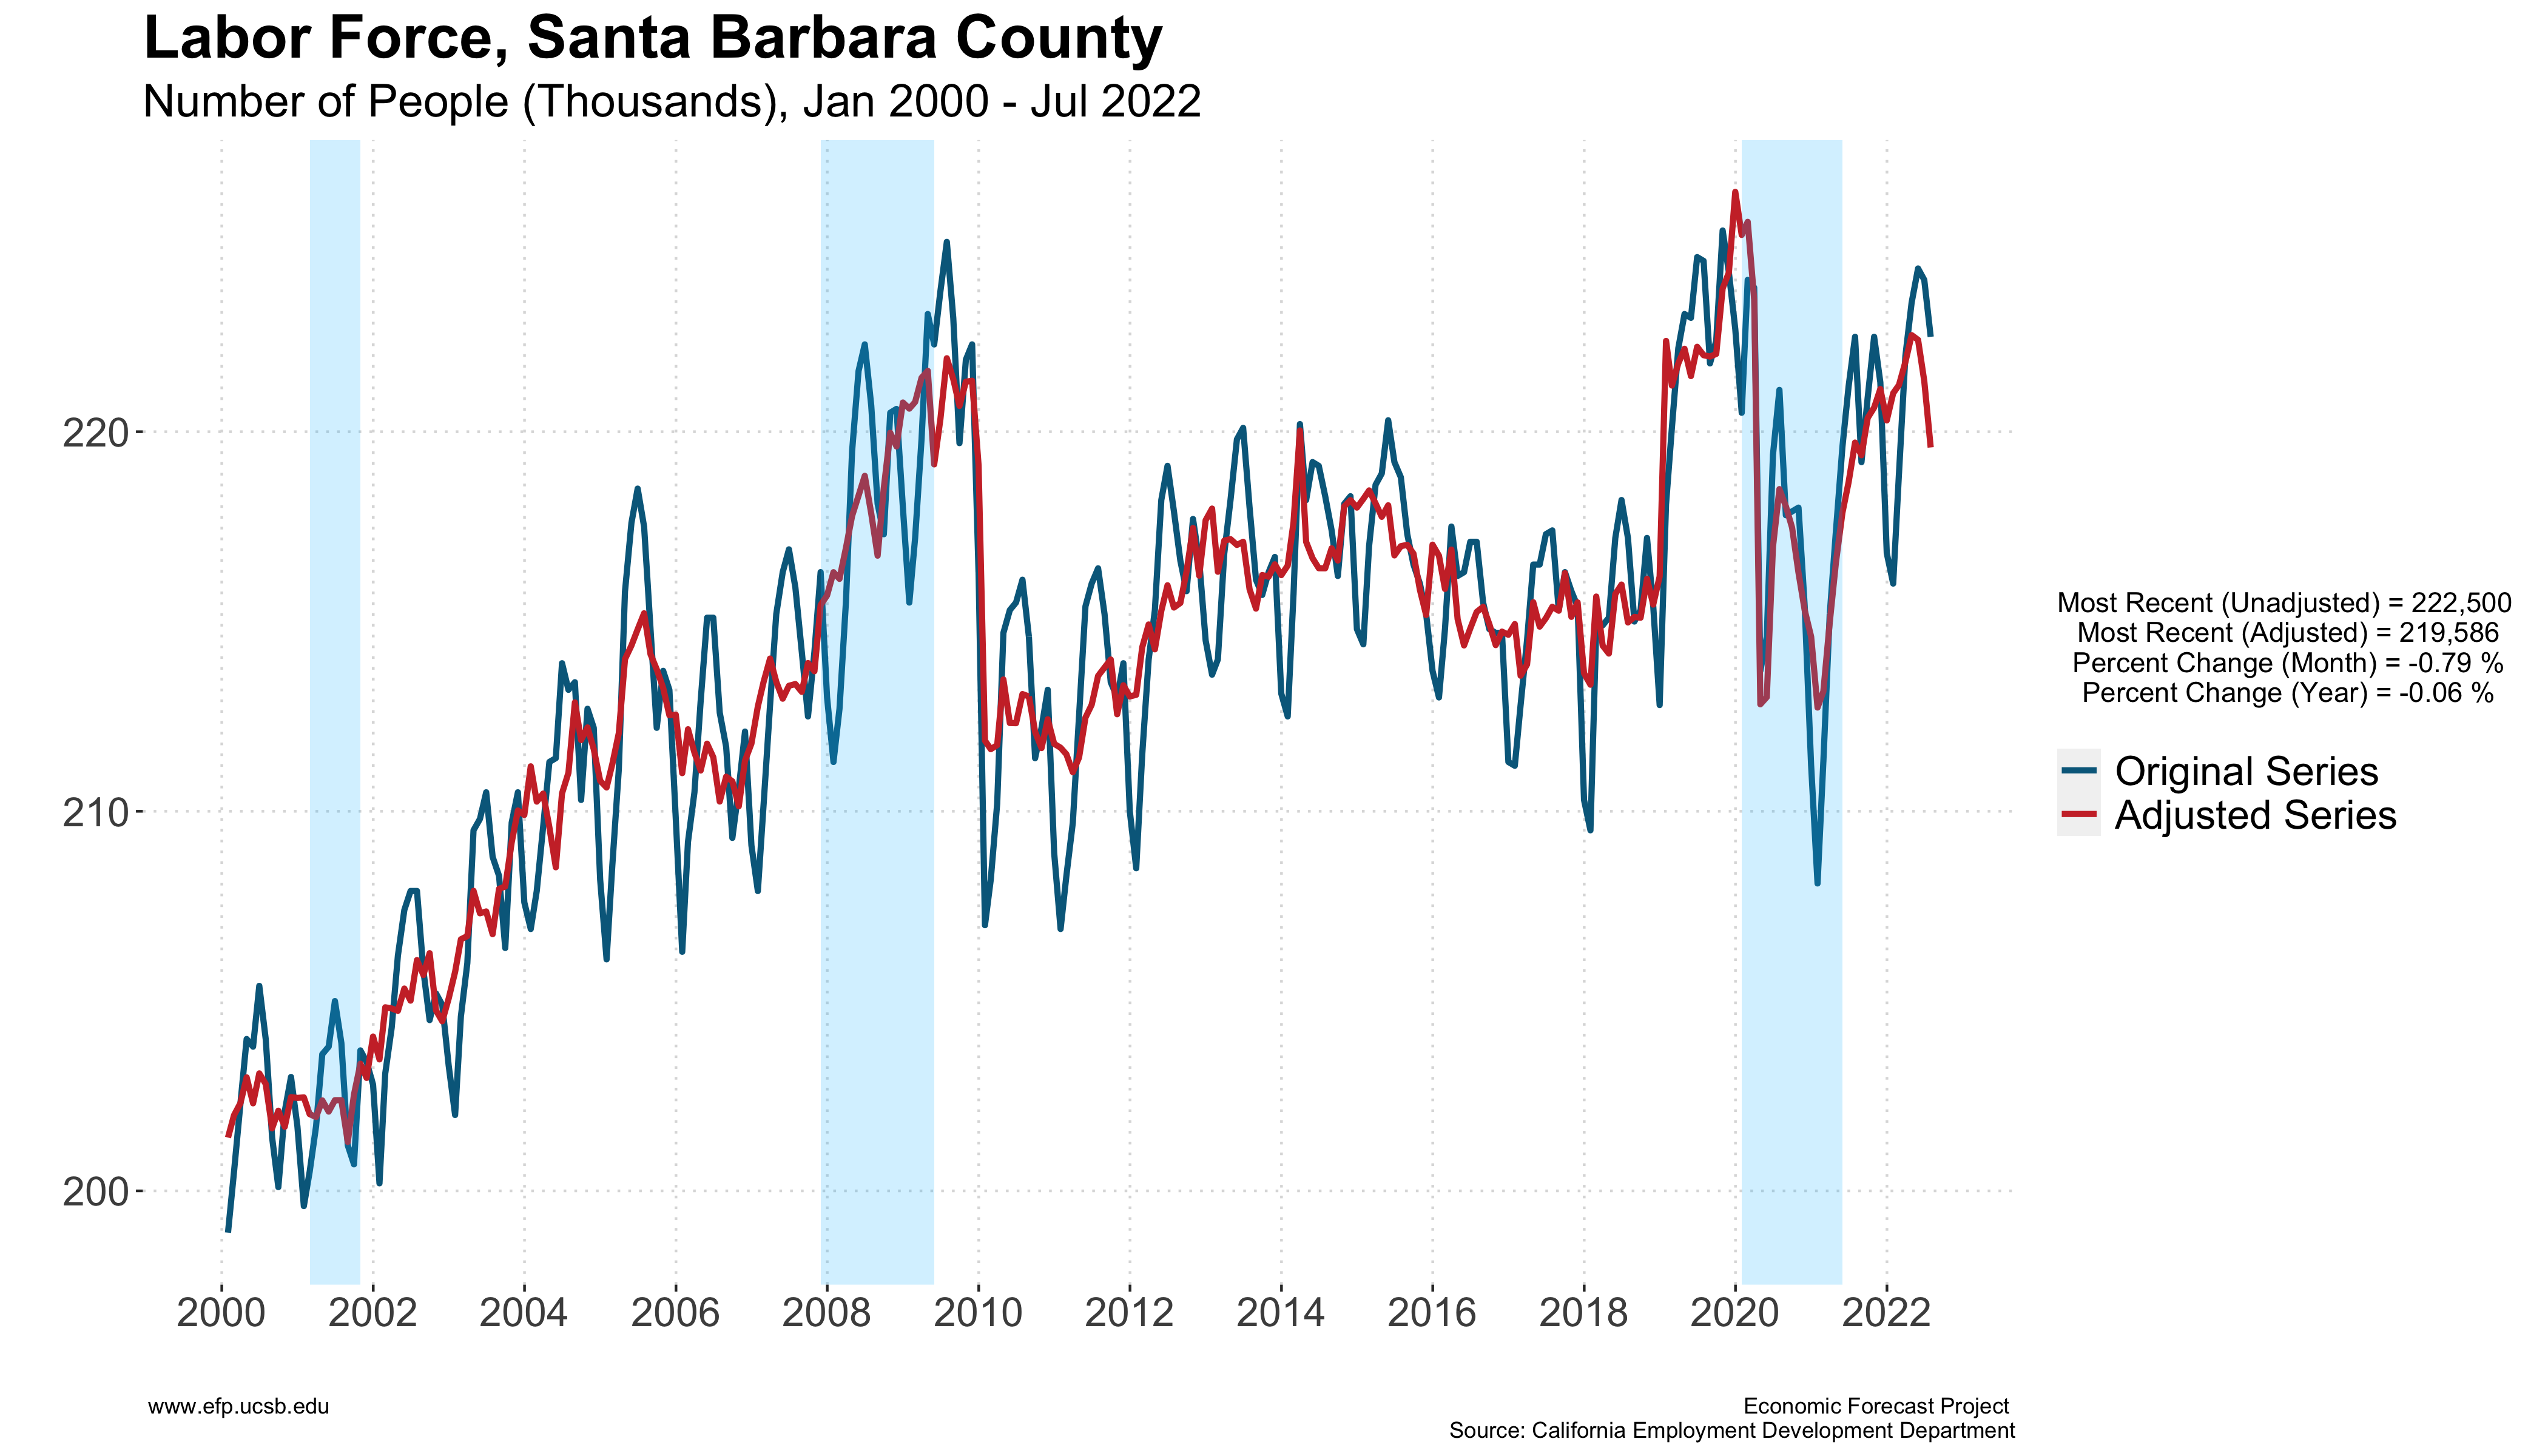 Labor Force, Santa Barbara County
Number of People (Thousands), Jan 2000 - Jul 2022
220
210
200
2000 2002 2004 2006 2008 2010 2012 2014 2016 2018 2020 2022
Most Recent (Unadjusted) = 222,500
Most Recent (Adjusted) = 219,586
Percent Change (Month) = -0.79 %
Percent Change (Year) = -0.06 %
Original Series
Adjusted Series
www.efp.ucsb.edu
Economic Forecast Project
Source: California Employment Development Department